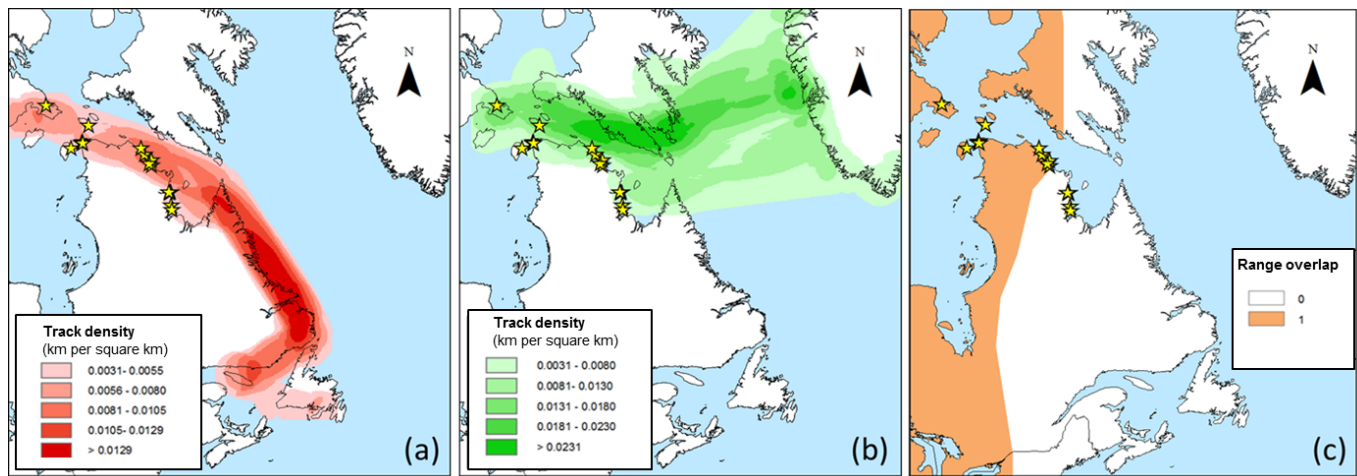 N
Track density
(km per square km)
0.0031- 0.0055
0.0056 - 0.0080
0.0081 - 0.0105
0.0105 - 0.0129
> 0.0129
(a)
N
Track density
(km per square km)
0.0031 - 0.0080
0.0081- 0.0130
0.0131 - 0.0180
0.0181 - 0.0230
> 0.0231
(b)
N
Range overlap
0
1
(c)